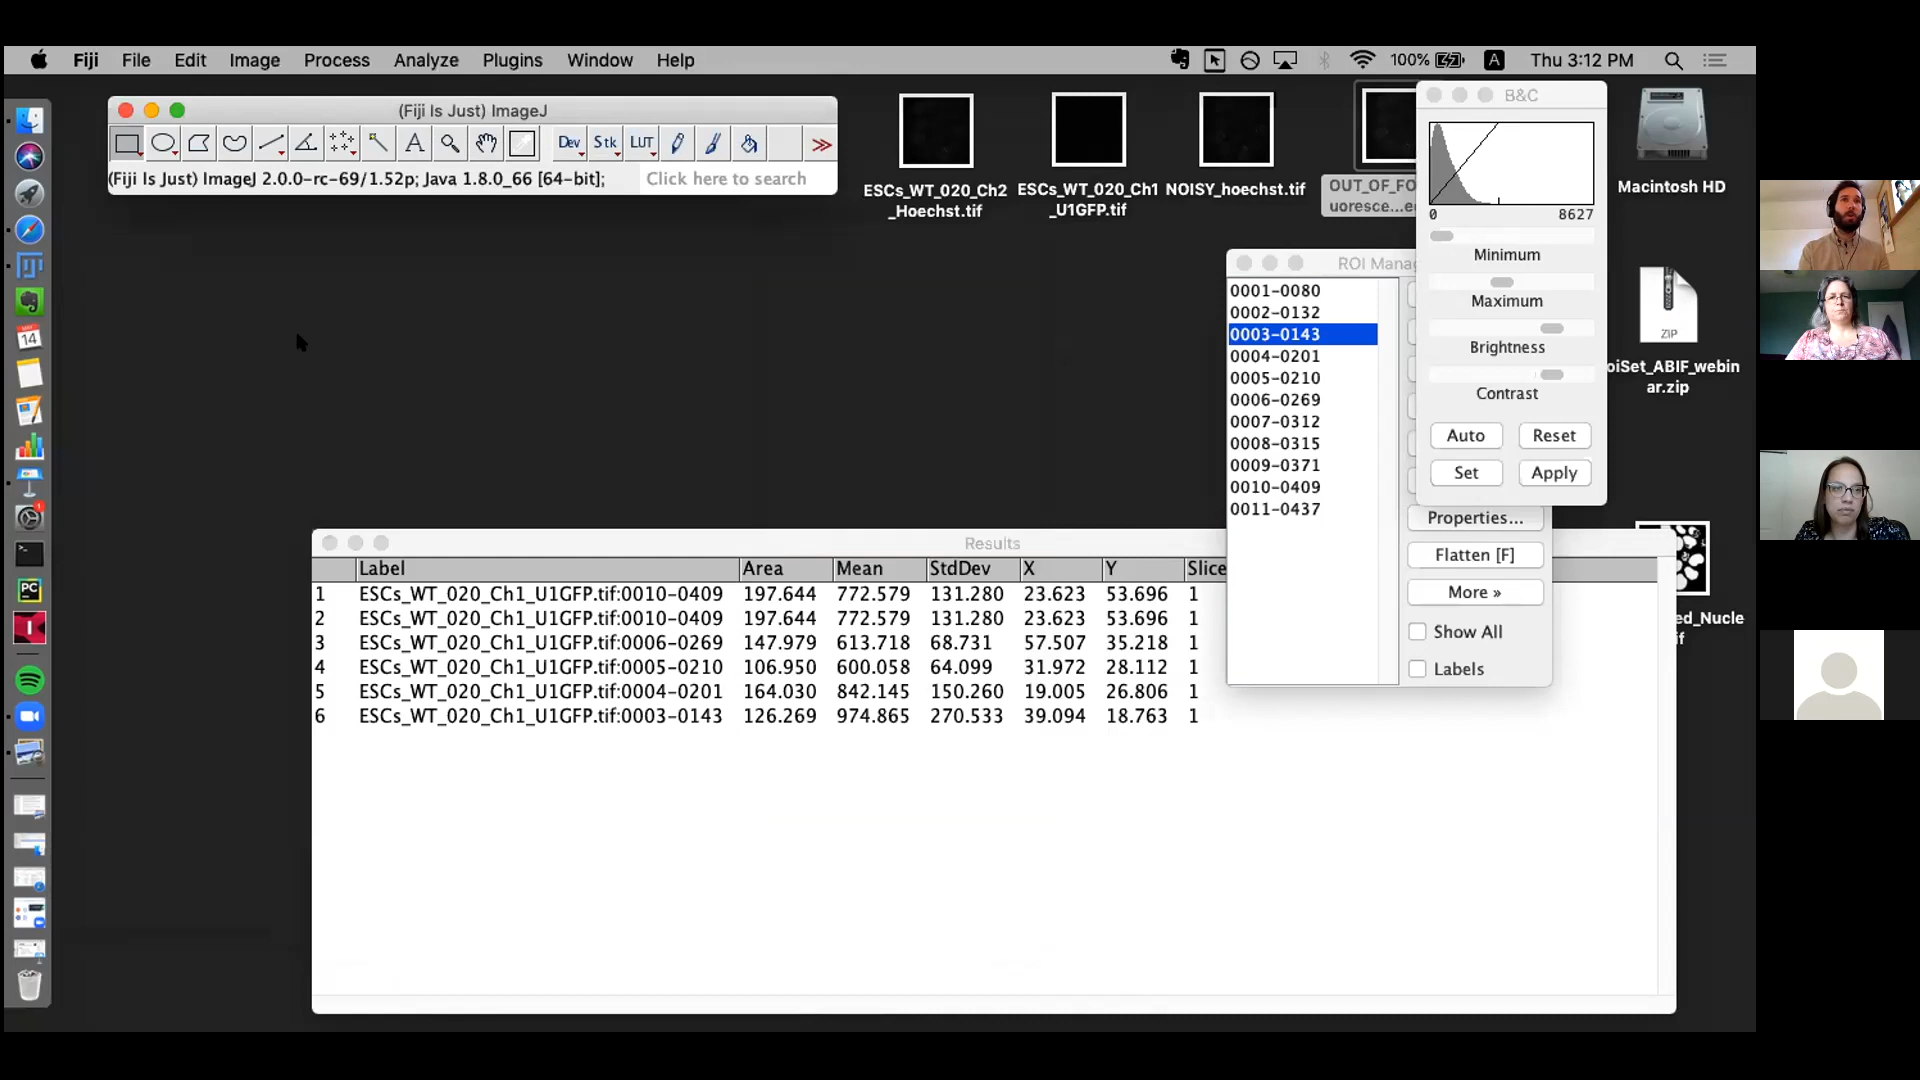 Fiji File Edit Image Process Analyze Plugins Window Help 100% A Thu 3:12 PM
(Fiji Is Just) ImageJ
A Dev Stk LUT >>
(Fiji Is Just) ImageJ 2.0.0-rc-69/1.52p; Java 1.8.0_66 [64-bit]; Click here to search
ESCs_WT_020_Ch2
_Hoechst.tif
ESCs_WT_020_Ch1
_U1GFP.tif
NOISY_hoechst.tif
OUT_OF_FO
uoresce...e
Macintosh HD
ZIP
oiSet_ABIF_webin
ar.zip
ed_Nucle
if
B&C
0 8627
Minimum
Maximum
Brightness
Contrast
Auto Reset
Set Apply
ROI Mana
0001-0080
0002-0132
0003-0143
0004-0201
0005-0210
0006-0269
0007-0312
0008-0315
0009-0371
0010-0409
0011-0437
Properties...
Flatten [F]
More »
Show All
Labels
Results
Label Area Mean StdDev X Y Slice
1 ESCs_WT_020_Ch1_U1GFP.tif:0010-0409 197.644 772.579 131.280 23.623 53.696 1
2 ESCs_WT_020_Ch1_U1GFP.tif:0010-0409 197.644 772.579 131.280 23.623 53.696 1
3 ESCs_WT_020_Ch1_U1GFP.tif:0006-0269 147.979 613.718 68.731 57.507 35.218 1
4 ESCs_WT_020_Ch1_U1GFP.tif:0005-0210 106.950 600.058 64.099 31.972 28.112 1
5 ESCs_WT_020_Ch1_U1GFP.tif:0004-0201 164.030 842.145 150.260 19.005 26.806 1
6 ESCs_WT_020_Ch1_U1GFP.tif:0003-0143 126.269 974.865 270.533 39.094 18.763 1
14
1
PC
I